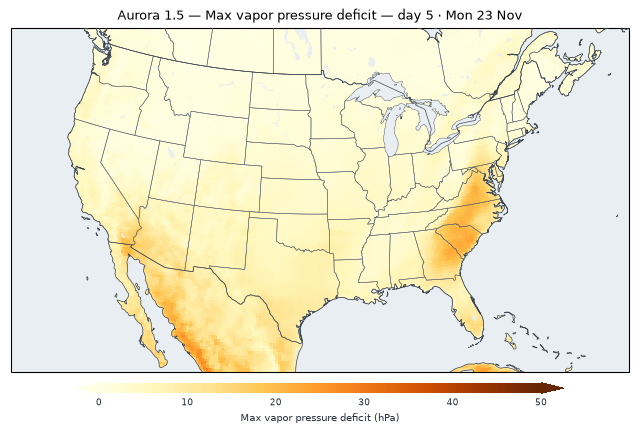 Aurora 1.5 — Max vapor pressure deficit — day 5 · Mon 23 Nov
0 10 20 30 40 50
Max vapor pressure deficit (hPa)